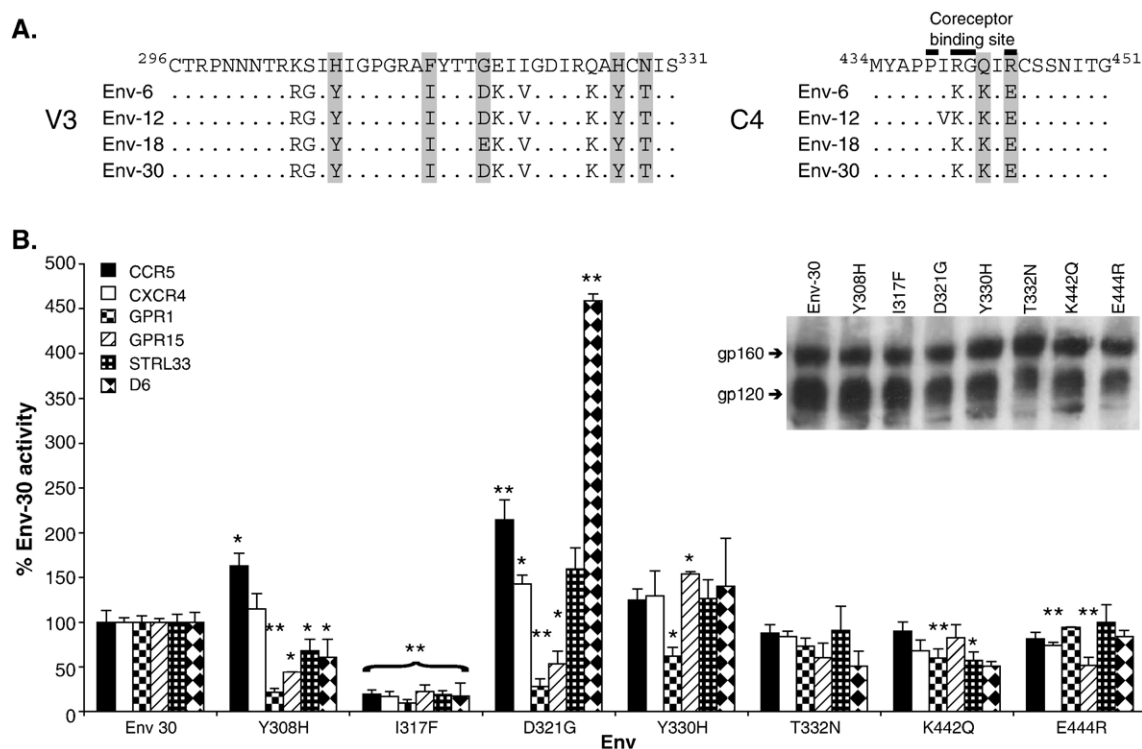 A.
Coreceptor
binding site
296CTRPNNNTRKSIHIGPGRAFYTTGEIIGDIRQAHCNIS331
Env-6 .........RG.Y......I...DK.V....K.Y.T..
Env-12 .........RG.Y......I...DK.V....K.Y.T..
Env-18 .........RG.Y......I...EK.V....K.Y.T..
Env-30 .........RG.Y......I...DK.V....K.Y.T..
V3
434MYAPPIRGQIRCSSNITG451
Env-6 ......K.K.E.......
Env-12 .....VK.K.E.......
Env-18 ......K.K.E.......
Env-30 ......K.K.E.......
C4
B.
% Env-30 activity
500
450
400
350
300
250
200
150
100
50
0
CCR5
CXCR4
GPR1
GPR15
STRL33
D6
* ** * * *
**
** * ** * **
* *
** *
** **
Env 30 Y308H I317F D321G Y330H T332N K442Q E444R
Env
Env-30 Y308H I317F D321G Y330H T332N K442Q E444R
gp160➔
gp120➔